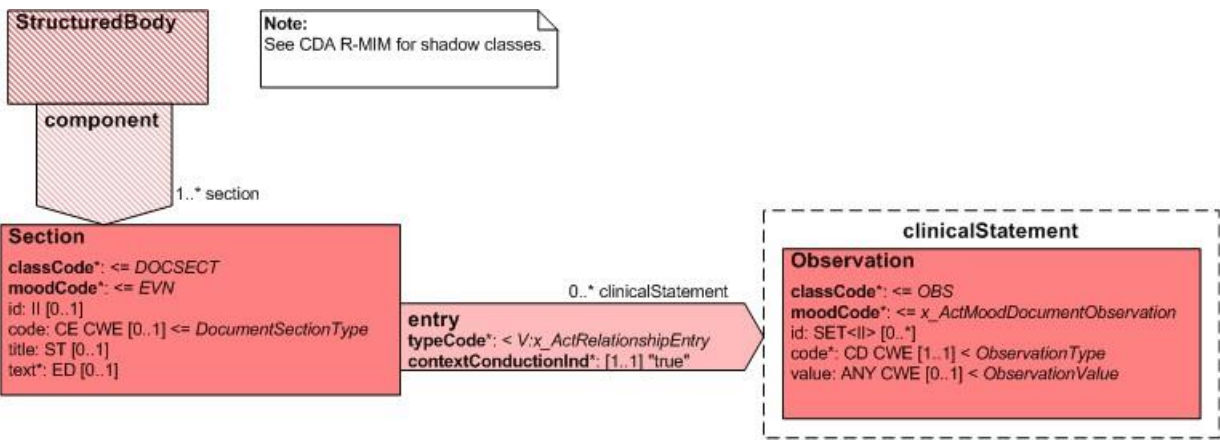 StructuredBody
Note:
See CDA R-MIM for shadow classes.
component
1..* section
Section
classCode*: <= DOCSECT
moodCode*: <= EVN
id: II [0..1]
code: CE CWE [0..1] <= DocumentSectionType
title: ST [0..1]
text*: ED [0..1]
0..* clinicalStatement
entry
typeCode*: < V:x_ActRelationshipEntry
contextConductionInd*: [1..1] "true"
clinicalStatement
Observation
classCode*: <= OBS
moodCode*: <= x_ActMoodDocumentObservation
id: SET<II> [0..*]
code*: CD CWE [1..1] < ObservationType
value: ANY CWE [0..1] < ObservationValue